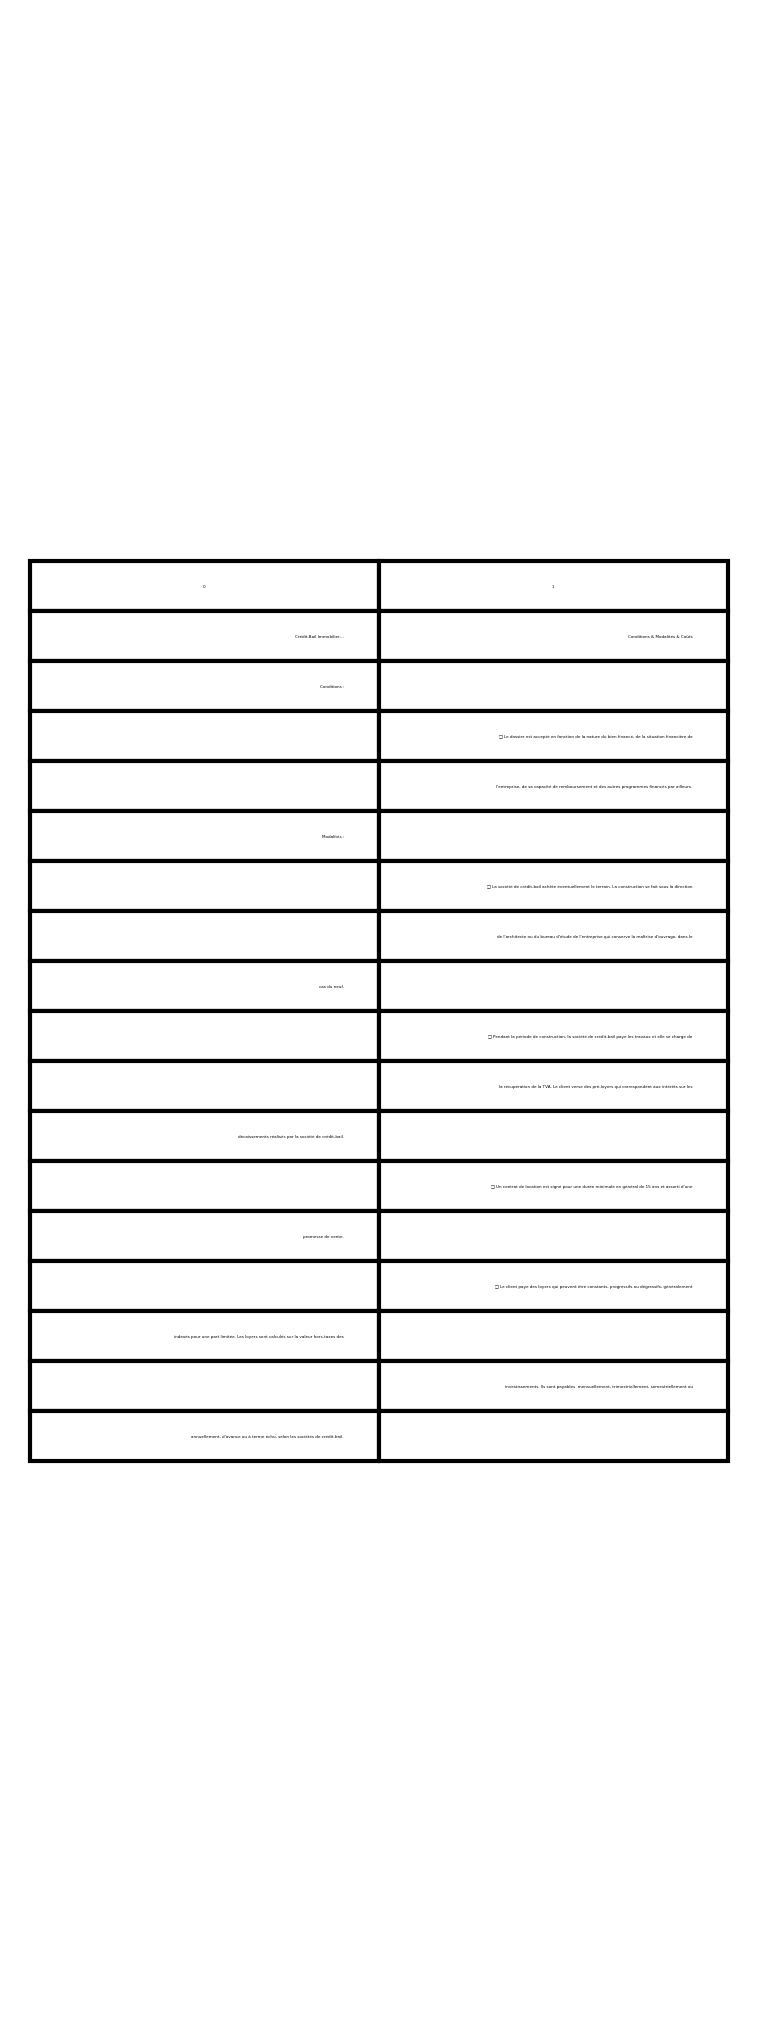 0 1
Crédit-Bail Immobilier… Conditions & Modalités & Coûts
Conditions :
❑ Le dossier est accepté en fonction de la nature du bien financé, de la situation financière de
l'entreprise, de sa capacité de remboursement et des autres programmes financés par ailleurs.
Modalités :
❑ La société de crédit-bail achète éventuellement le terrain. La construction se fait sous la direction
de l'architecte ou du bureau d'étude de l'entreprise qui conserve la maîtrise d'ouvrage, dans le
cas du neuf.
❑ Pendant la période de construction, la société de crédit-bail paye les travaux et elle se charge de
la récupération de la TVA. Le client verse des pré-loyers qui correspondent aux intérêts sur les
décaissements réalisés par la société de crédit-bail.
❑ Un contrat de location est signé pour une durée minimale en général de 15 ans et assorti d'une
promesse de vente.
❑ Le client paye des loyers qui peuvent être constants, progressifs ou dégressifs, généralement
indexés pour une part limitée. Les loyers sont calculés sur la valeur hors-taxes des
investissements. Ils sont payables mensuellement, trimestriellement, semestriellement ou
annuellement, d'avance ou à terme échu, selon les sociétés de crédit-bail.